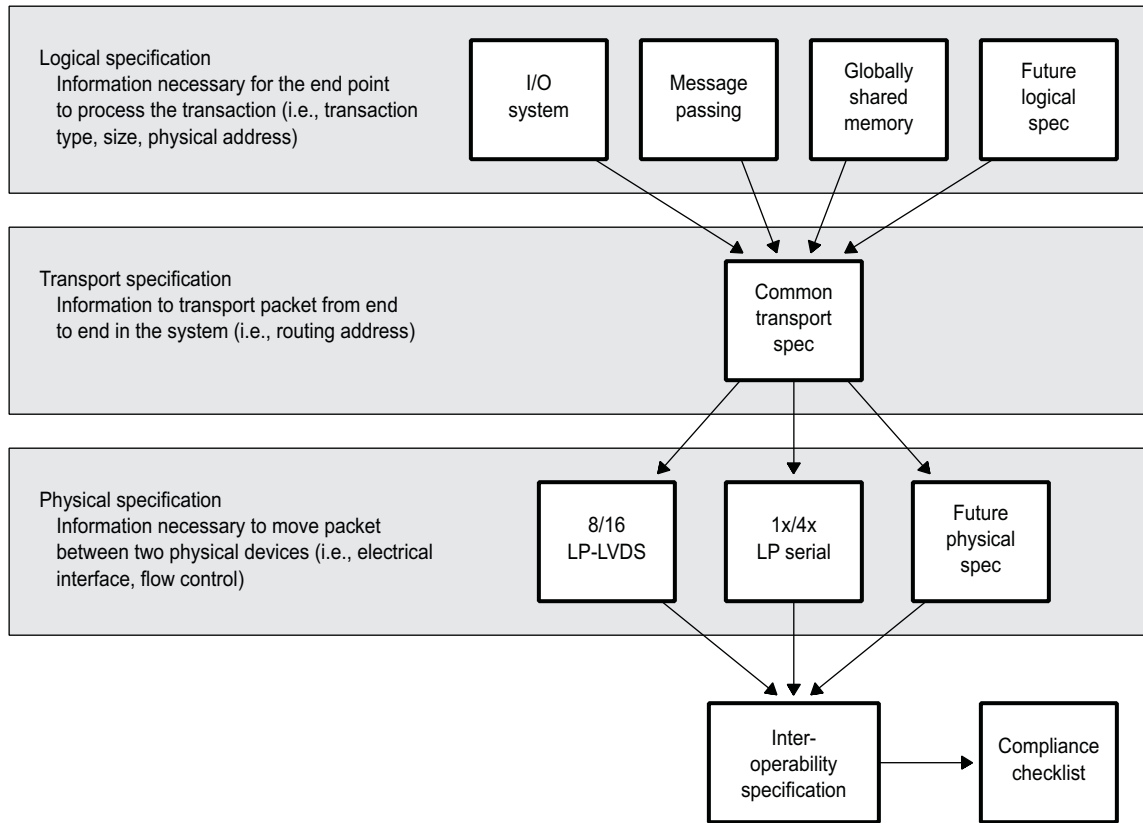 Logical specification
Information necessary for the end point
to process the transaction (i.e., transaction
type, size, physical address)
I/O
system
Message
passing
Globally
shared
memory
Future
logical
spec
Transport specification
Information to transport packet from end
to end in the system (i.e., routing address)
Common
transport
spec
Physical specification
Information necessary to move packet
between two physical devices (i.e., electrical
interface, flow control)
8/16
LP-LVDS
1x/4x
LP serial
Future
physical
spec
Inter-
operability
specification
Compliance
checklist